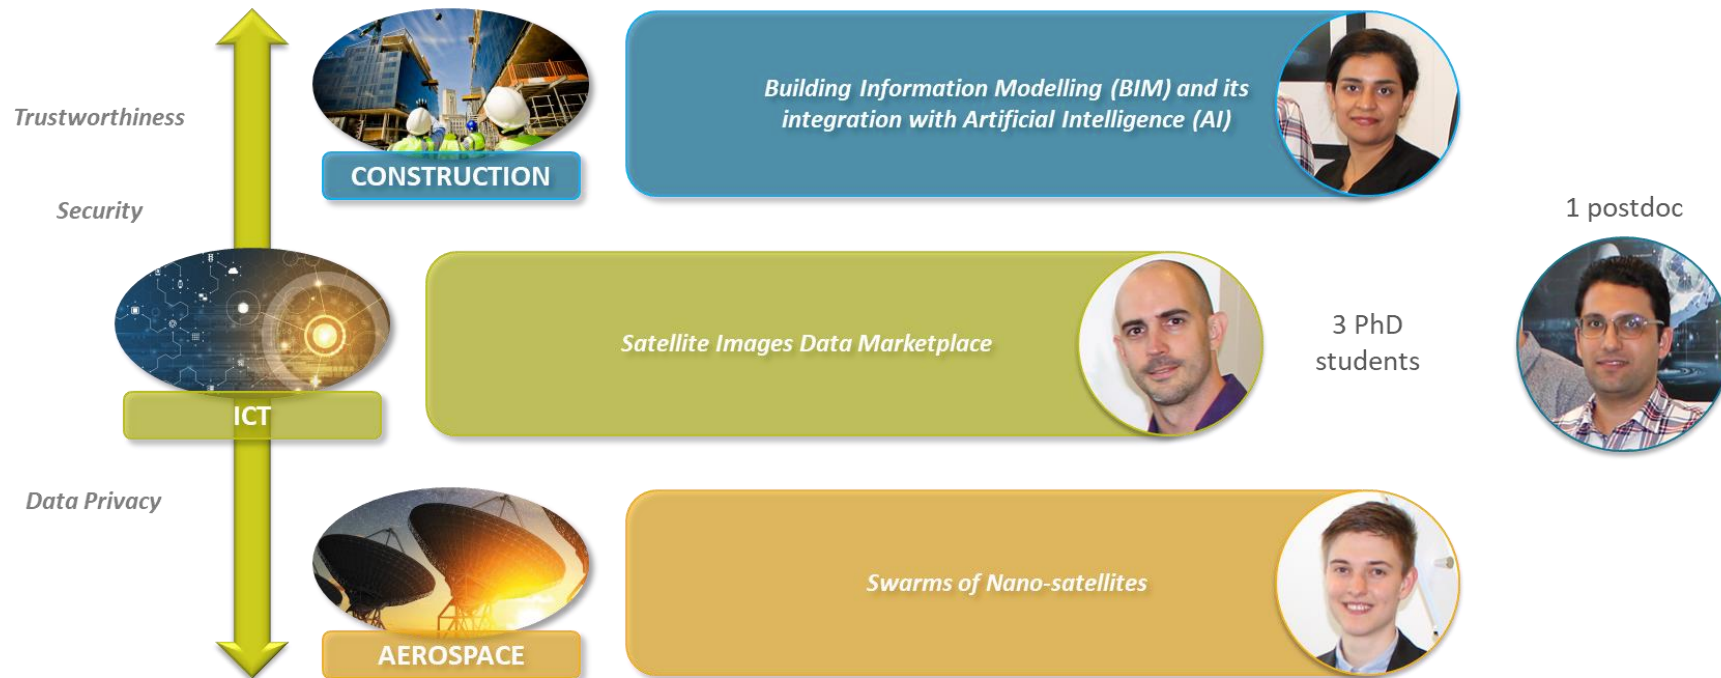 Trustworthiness
Security
Data Privacy
CONSTRUCTION
Building Information Modelling (BIM) and its
integration with Artificial Intelligence (AI)
ICT
Satellite Images Data Marketplace
3 PhD
students
1 postdoc
AEROSPACE
Swarms of Nano-satellites